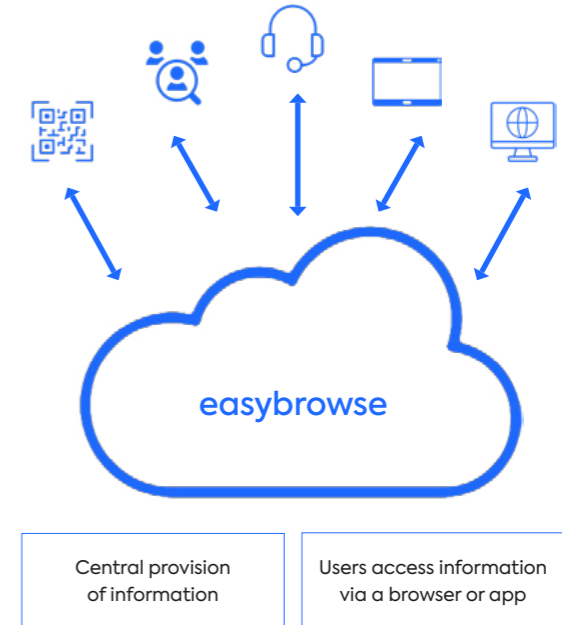 easybrowse
Central provision
of information
Users access information
via a browser or app